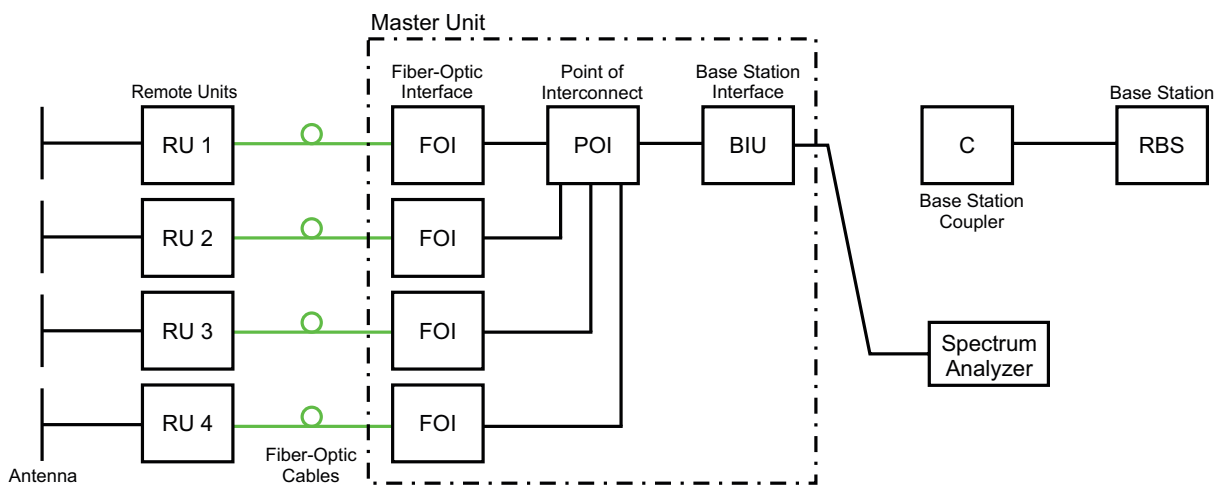 Master Unit
Remote Units
Fiber-Optic
Interface
Point of
Interconnect
Base Station
Interface
Base Station
RU 1
FOI
POI
BIU
C
RBS
Base Station
Coupler
RU 2
FOI
RU 3
FOI
Spectrum
Analyzer
RU 4
FOI
Antenna
Fiber-Optic
Cables